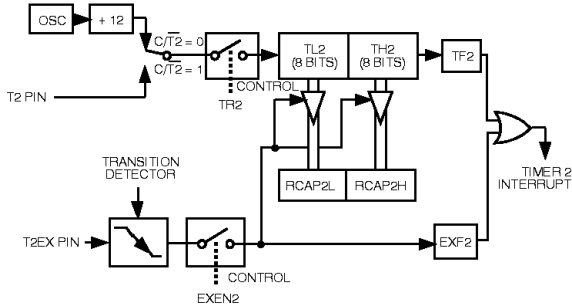 OSC
÷ 12
C/T2 = 0
C/T2 = 1
T2 PIN
TL2
(8 BITS)
TH2
(8 BITS)
TF2
CONTROL
TR2
TRANSITION
DETECTOR
RCAP2L
RCAP2H
TIMER 2
INTERRUPT
T2EX PIN
EXF2
CONTROL
EXEN2